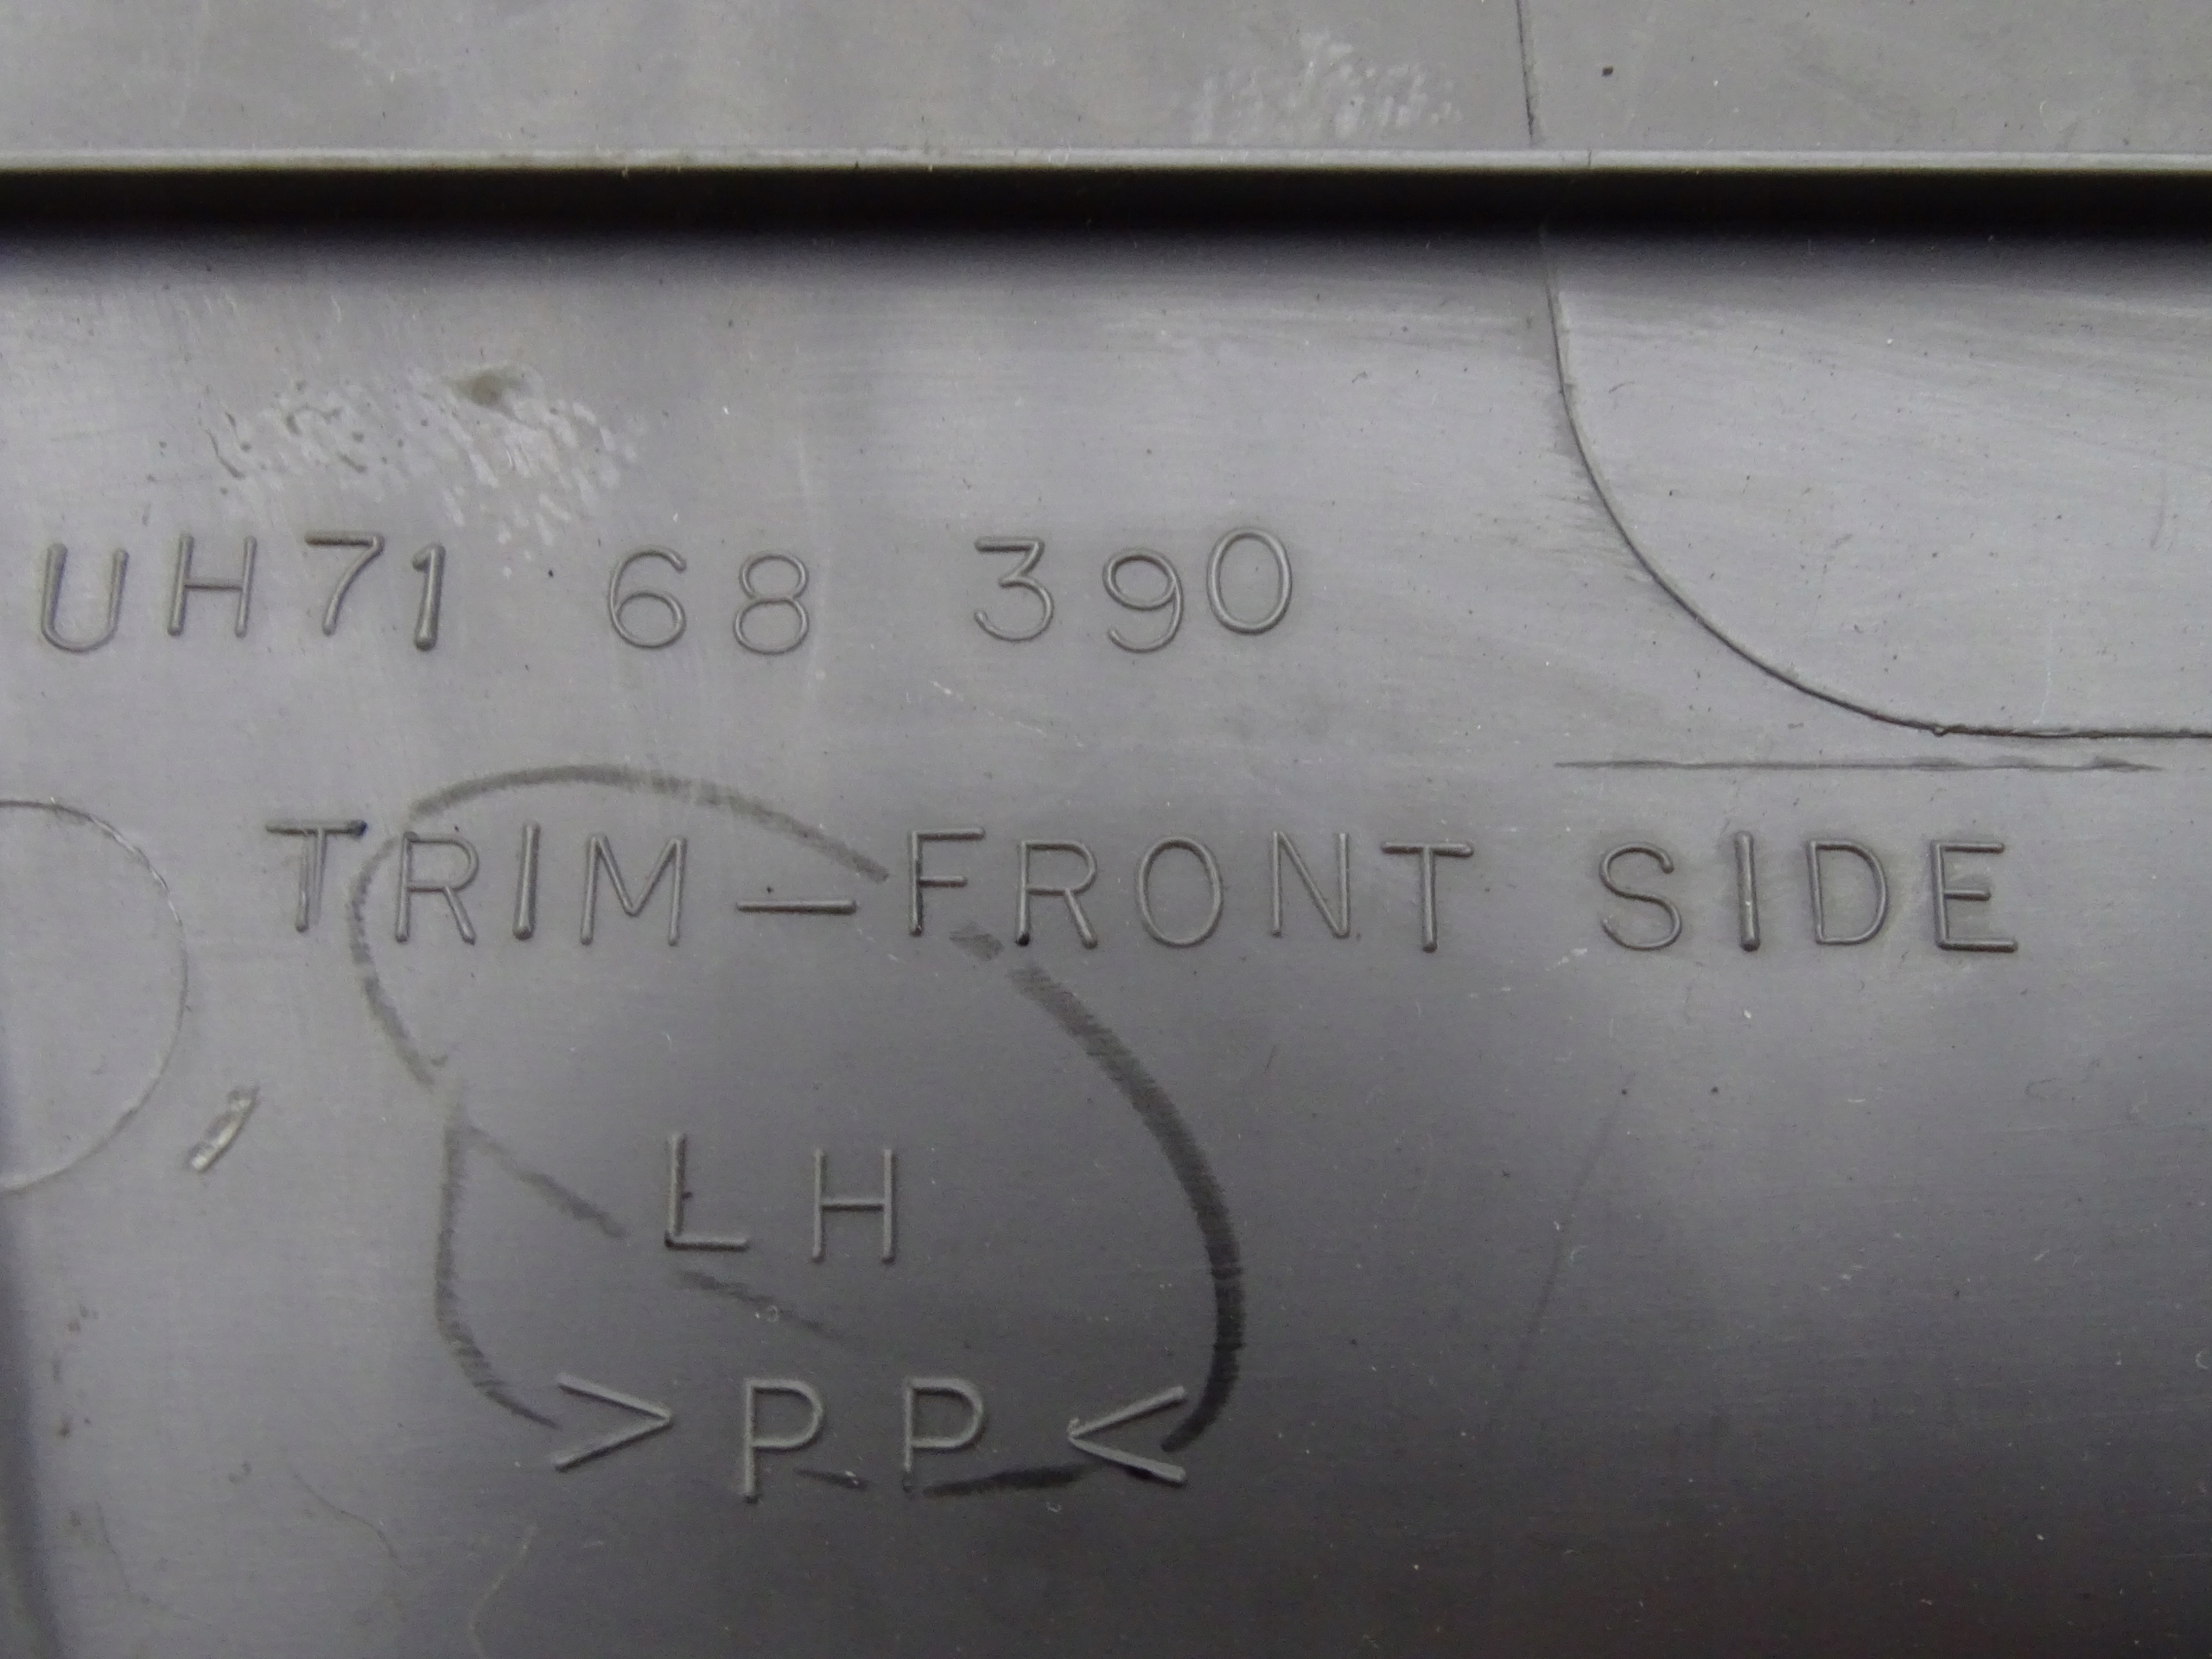 UH71 68 390
TRIM-FRONT SIDE
LH
>PP<